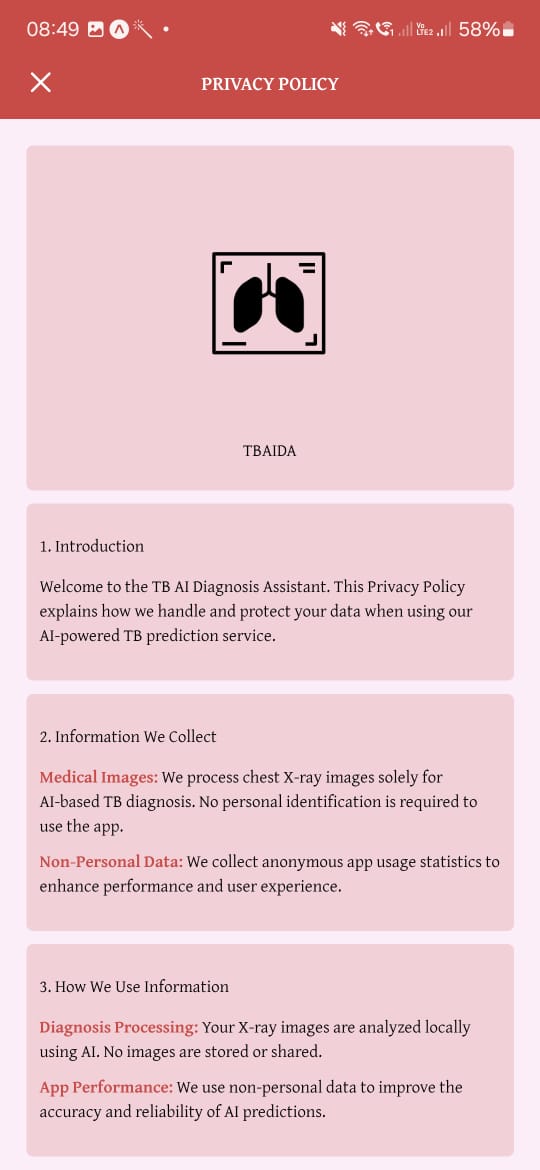 08:49
Vo
LTE2
58%
PRIVACY POLICY
TBAIDA
1. Introduction
Welcome to the TB AI Diagnosis Assistant. This Privacy Policy
explains how we handle and protect your data when using our
AI-powered TB prediction service.
2. Information We Collect
Medical Images: We process chest X-ray images solely for
AI-based TB diagnosis. No personal identification is required to
use the app.
Non-Personal Data: We collect anonymous app usage statistics to
enhance performance and user experience.
3. How We Use Information
Diagnosis Processing: Your X-ray images are analyzed locally
using AI. No images are stored or shared.
App Performance: We use non-personal data to improve the
accuracy and reliability of AI predictions.